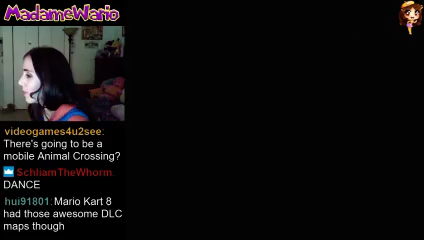 MadameWario
videogames4u2see:
There's going to be a
mobile Animal Crossing?
SchliamTheWhorm:
DANCE
hui91801: Mario Kart 8
had those awesome DLC
maps though